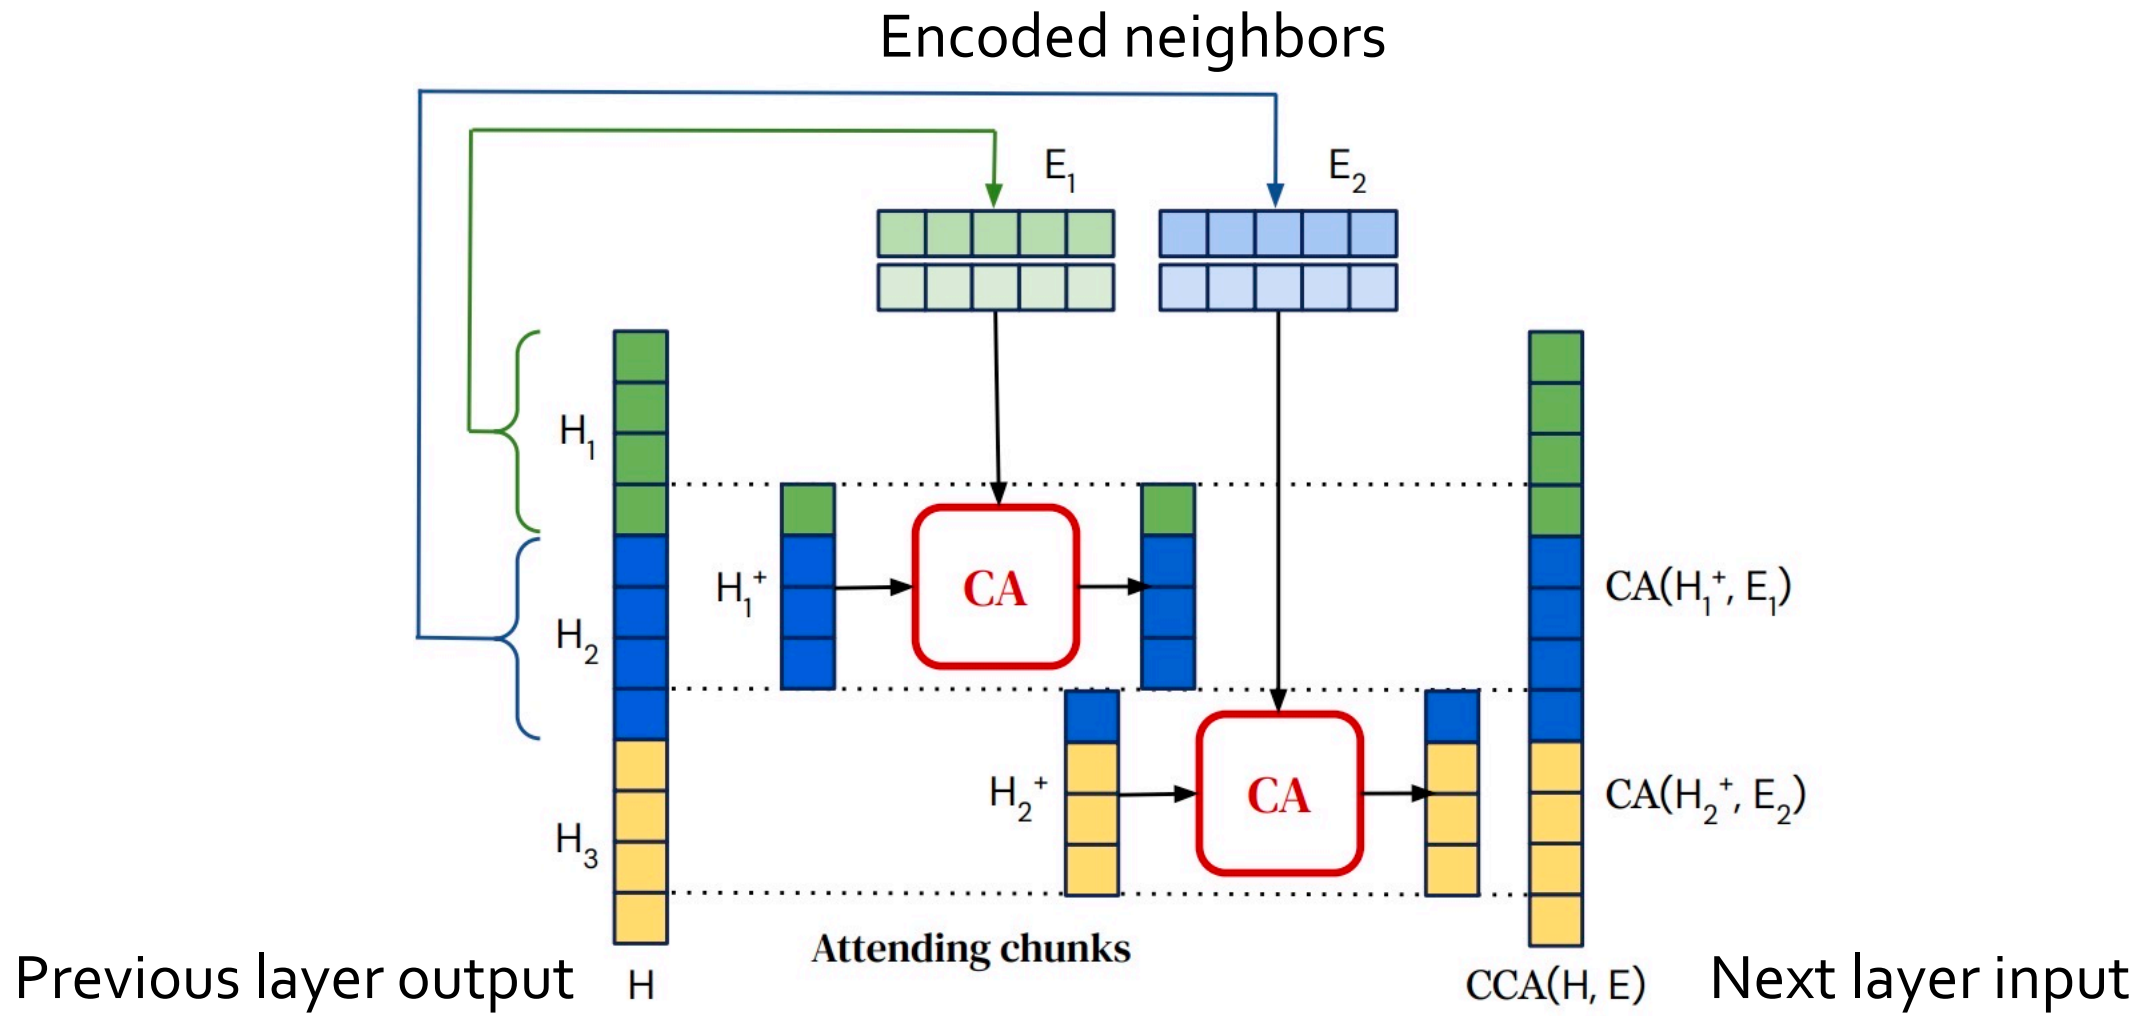 Encoded neighbors
E₁
E₂
H₁
H₁⁺
CA
CA(H₁⁺, E₁)
H₂
H₂⁺
CA
CA(H₂⁺, E₂)
H₃
Attending chunks
Previous layer output
H
CCA(H, E)
Next layer input